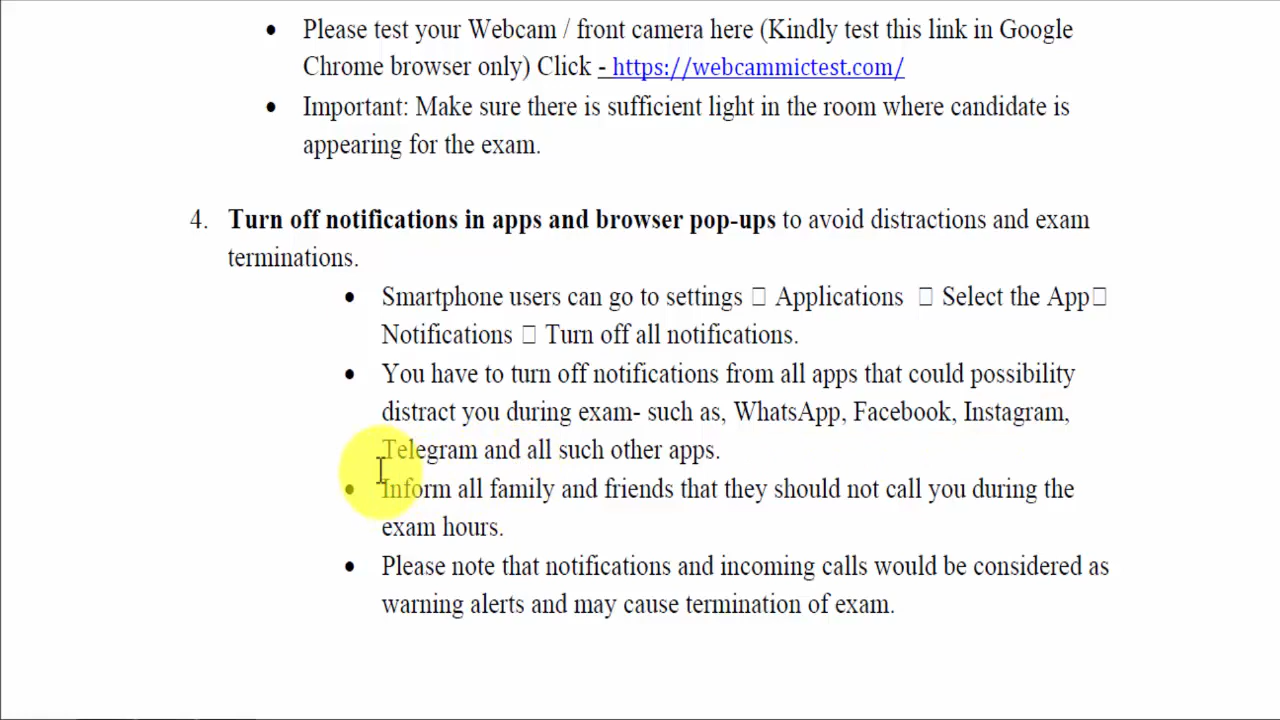 • Please test your Webcam / front camera here (Kindly test this link in Google
Chrome browser only) Click - https://webcammictest.com/
• Important: Make sure there is sufficient light in the room where candidate is
appearing for the exam.
4. Turn off notifications in apps and browser pop-ups to avoid distractions and exam
terminations.
• Smartphone users can go to settings □ Applications □ Select the App□
Notifications □ Turn off all notifications.
• You have to turn off notifications from all apps that could possibility
distract you during exam- such as, WhatsApp, Facebook, Instagram,
Telegram and all such other apps.
• Inform all family and friends that they should not call you during the
exam hours.
• Please note that notifications and incoming calls would be considered as
warning alerts and may cause termination of exam.